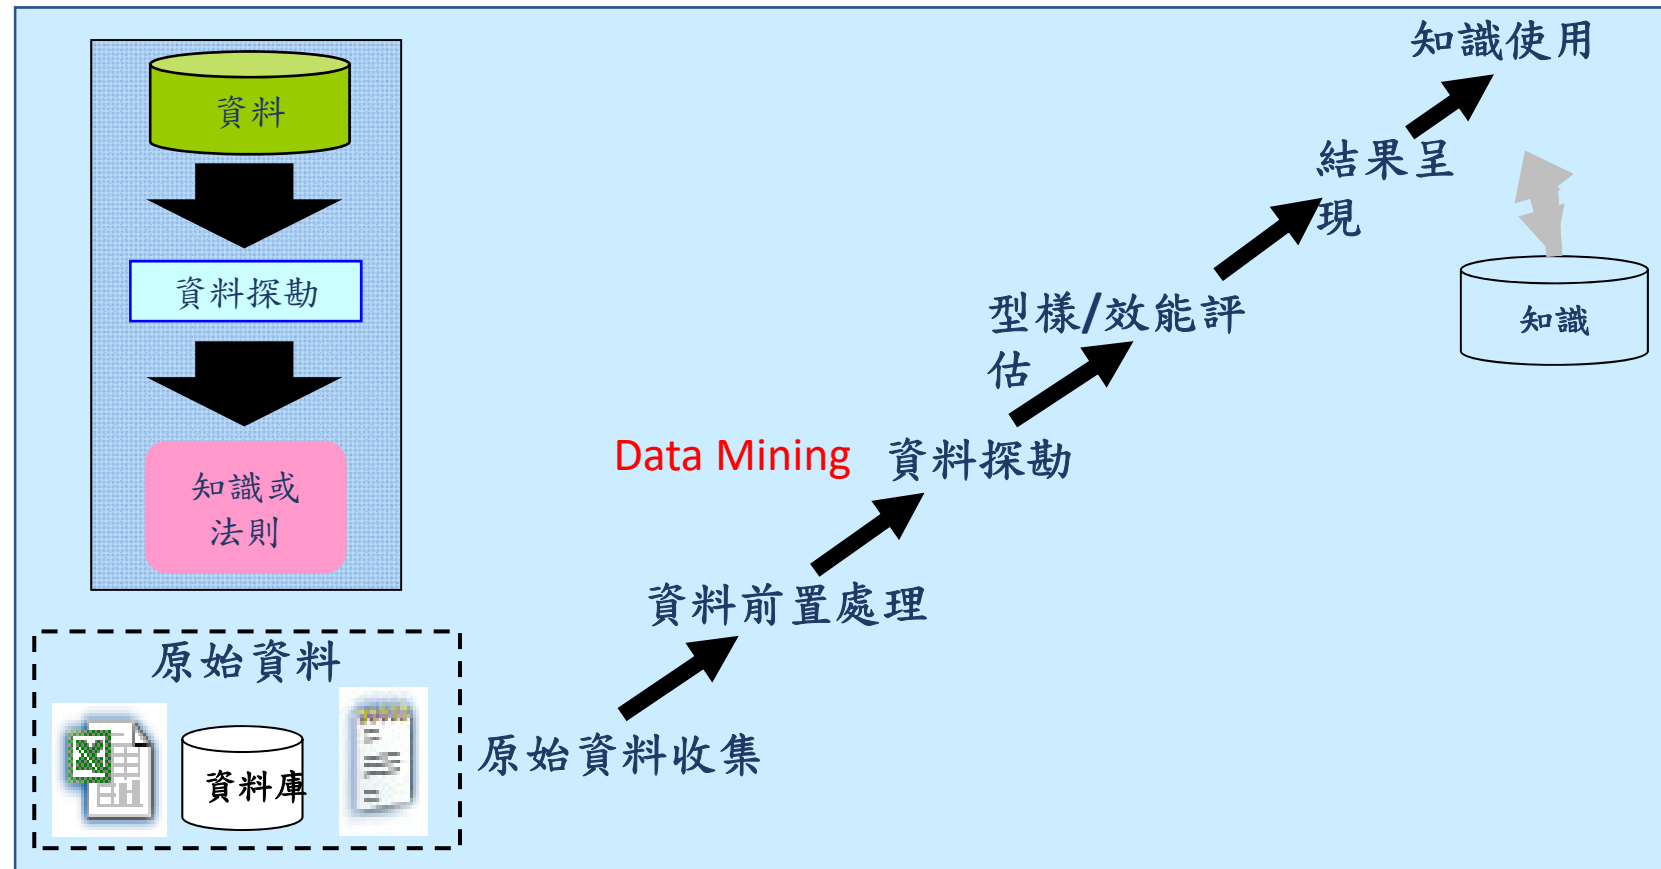 資料
資料探勘
知識或
法則
原始資料
資料庫
原始資料收集
資料前置處理
Data Mining 資料探勘
型樣/效能評
估
結果呈
現
知識使用
知識